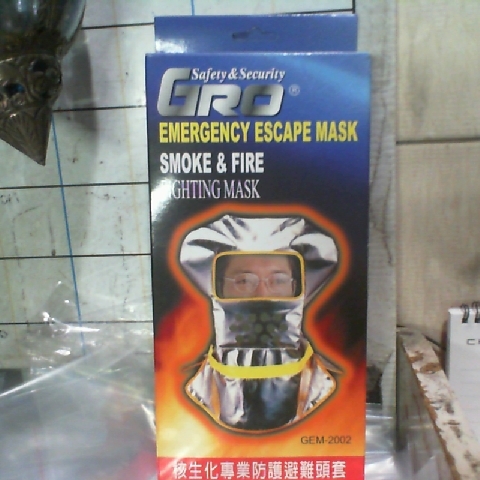 Safety & Security
GRO®
EMERGENCY ESCAPE MASK
SMOKE & FIRE
FIGHTING MASK
GEM-2002
核生化專業防護避難頭套